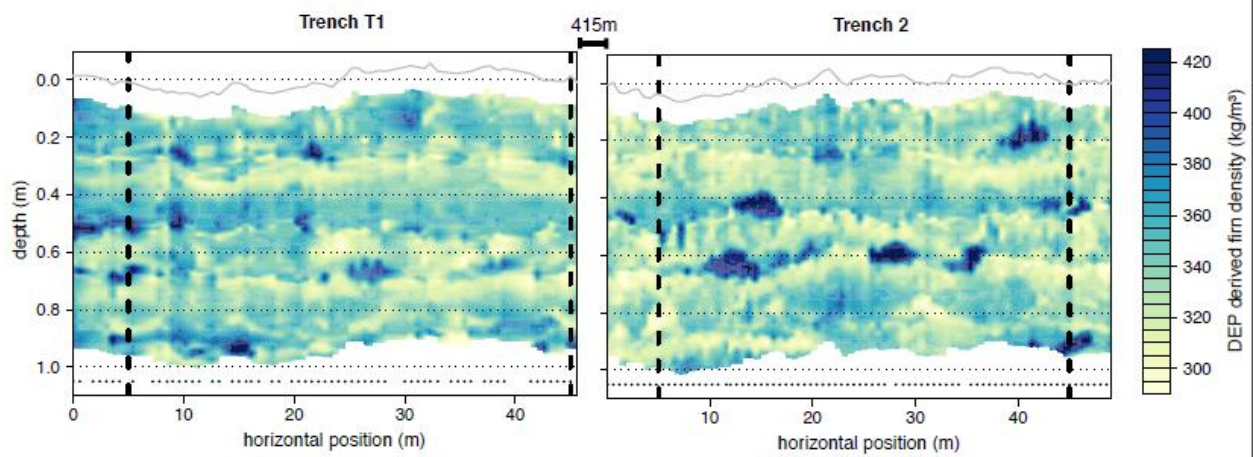 Trench T1
415m
Trench 2
depth (m)
0.0
0.2
0.4
0.6
0.8
1.0
0 10 20 30 40
horizontal position (m)
10 20 30 40
horizontal position (m)
420
400
380
360
340
320
300
DEP derived firn density (kg/m³)